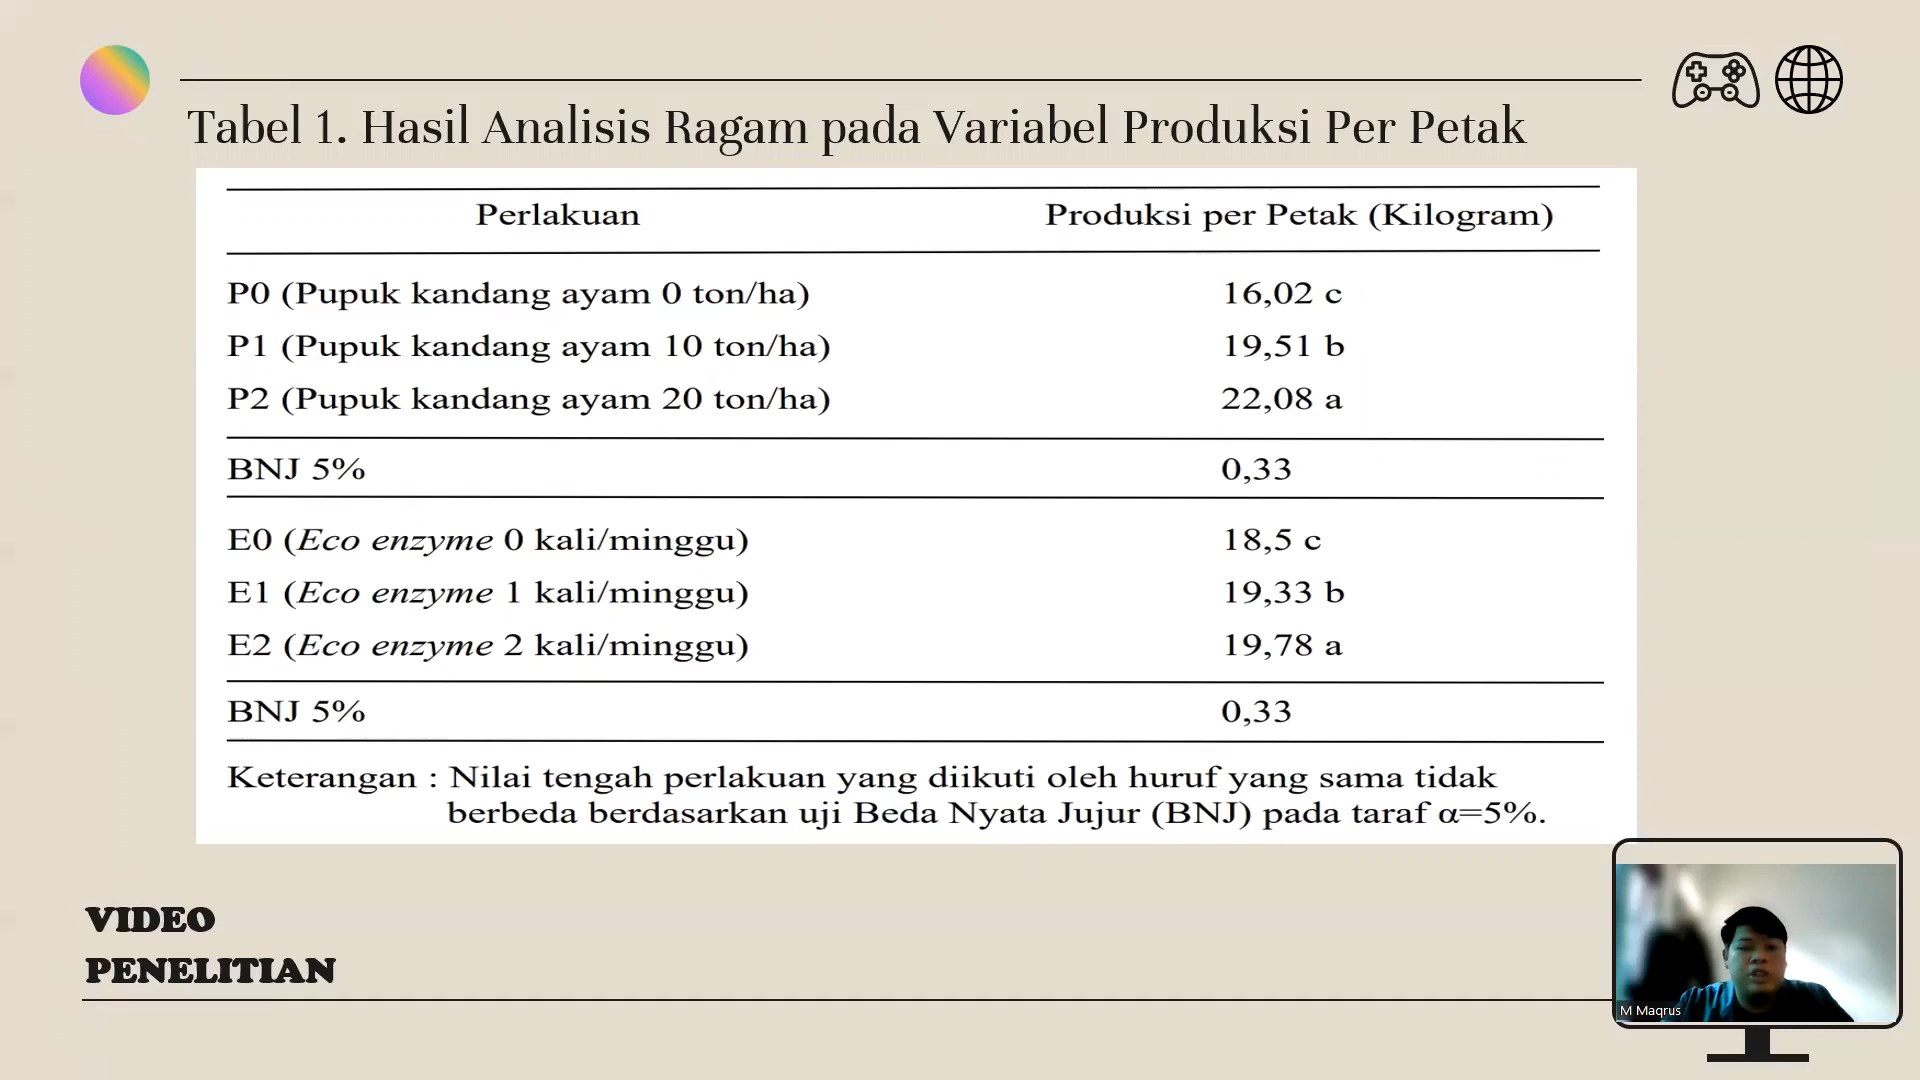 Tabel 1. Hasil Analisis Ragam pada Variabel Produksi Per Petak
Perlakuan Produksi per Petak (Kilogram)
P0 (Pupuk kandang ayam 0 ton/ha) 16,02 c
P1 (Pupuk kandang ayam 10 ton/ha) 19,51 b
P2 (Pupuk kandang ayam 20 ton/ha) 22,08 a
BNJ 5% 0,33
E0 (Eco enzyme 0 kali/minggu) 18,5 c
E1 (Eco enzyme 1 kali/minggu) 19,33 b
E2 (Eco enzyme 2 kali/minggu) 19,78 a
BNJ 5% 0,33
Keterangan : Nilai tengah perlakuan yang diikuti oleh huruf yang sama tidak
berbeda berdasarkan uji Beda Nyata Jujur (BNJ) pada taraf α=5%.
VIDEO
PENELITIAN
M Maqrus